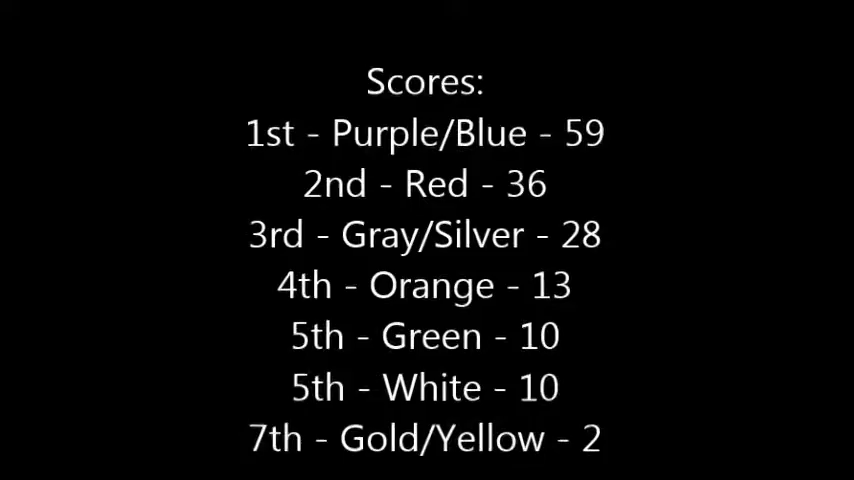 Scores:
1st - Purple/Blue - 59
2nd - Red - 36
3rd - Gray/Silver - 28
4th - Orange - 13
5th - Green - 10
5th - White - 10
7th - Gold/Yellow - 2